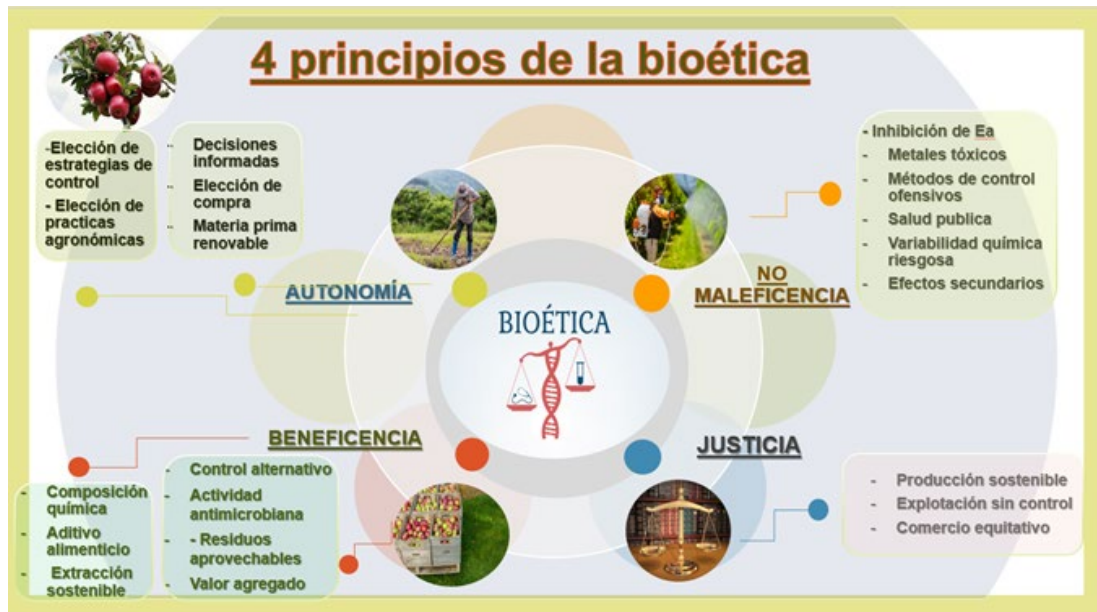 4 principios de la bioética
-Elección de
estrategias de
control
- Elección de
practicas
agronómicas
- Decisiones
informadas
- Elección de
compra
- Materia prima
renovable
AUTONOMÍA
- Inhibición de Ea
- Metales tóxicos
- Métodos de control
ofensivos
- Salud publica
- Variabilidad química
riesgosa
- Efectos secundarios
NO
MALEFICENCIA
BIOÉTICA
BENEFICENCIA
- Composición
química
- Aditivo
alimenticio
- Extracción
sostenible
- Control alternativo
- Actividad
antimicrobiana
- - Residuos
aprovechables
- Valor agregado
JUSTICIA
- Producción sostenible
- Explotación sin control
- Comercio equitativo